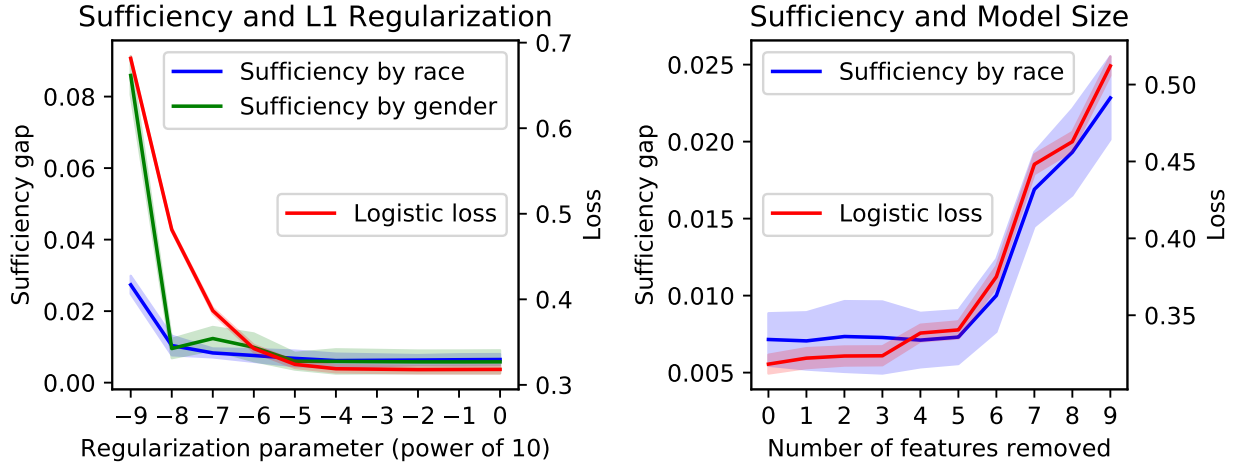 Sufficiency and L1 Regularization
Sufficiency gap
0.08
0.06
0.04
0.02
0.00
Sufficiency by race
Sufficiency by gender
Logistic loss
0.7
0.6
0.5
0.4
0.3
Loss
−9 −8 −7 −6 −5 −4 −3 −2 −1 0
Regularization parameter (power of 10)
Sufficiency and Model Size
Sufficiency gap
0.025
0.020
0.015
0.010
0.005
Sufficiency by race
Logistic loss
0.50
0.45
0.40
0.35
Loss
0 1 2 3 4 5 6 7 8 9
Number of features removed